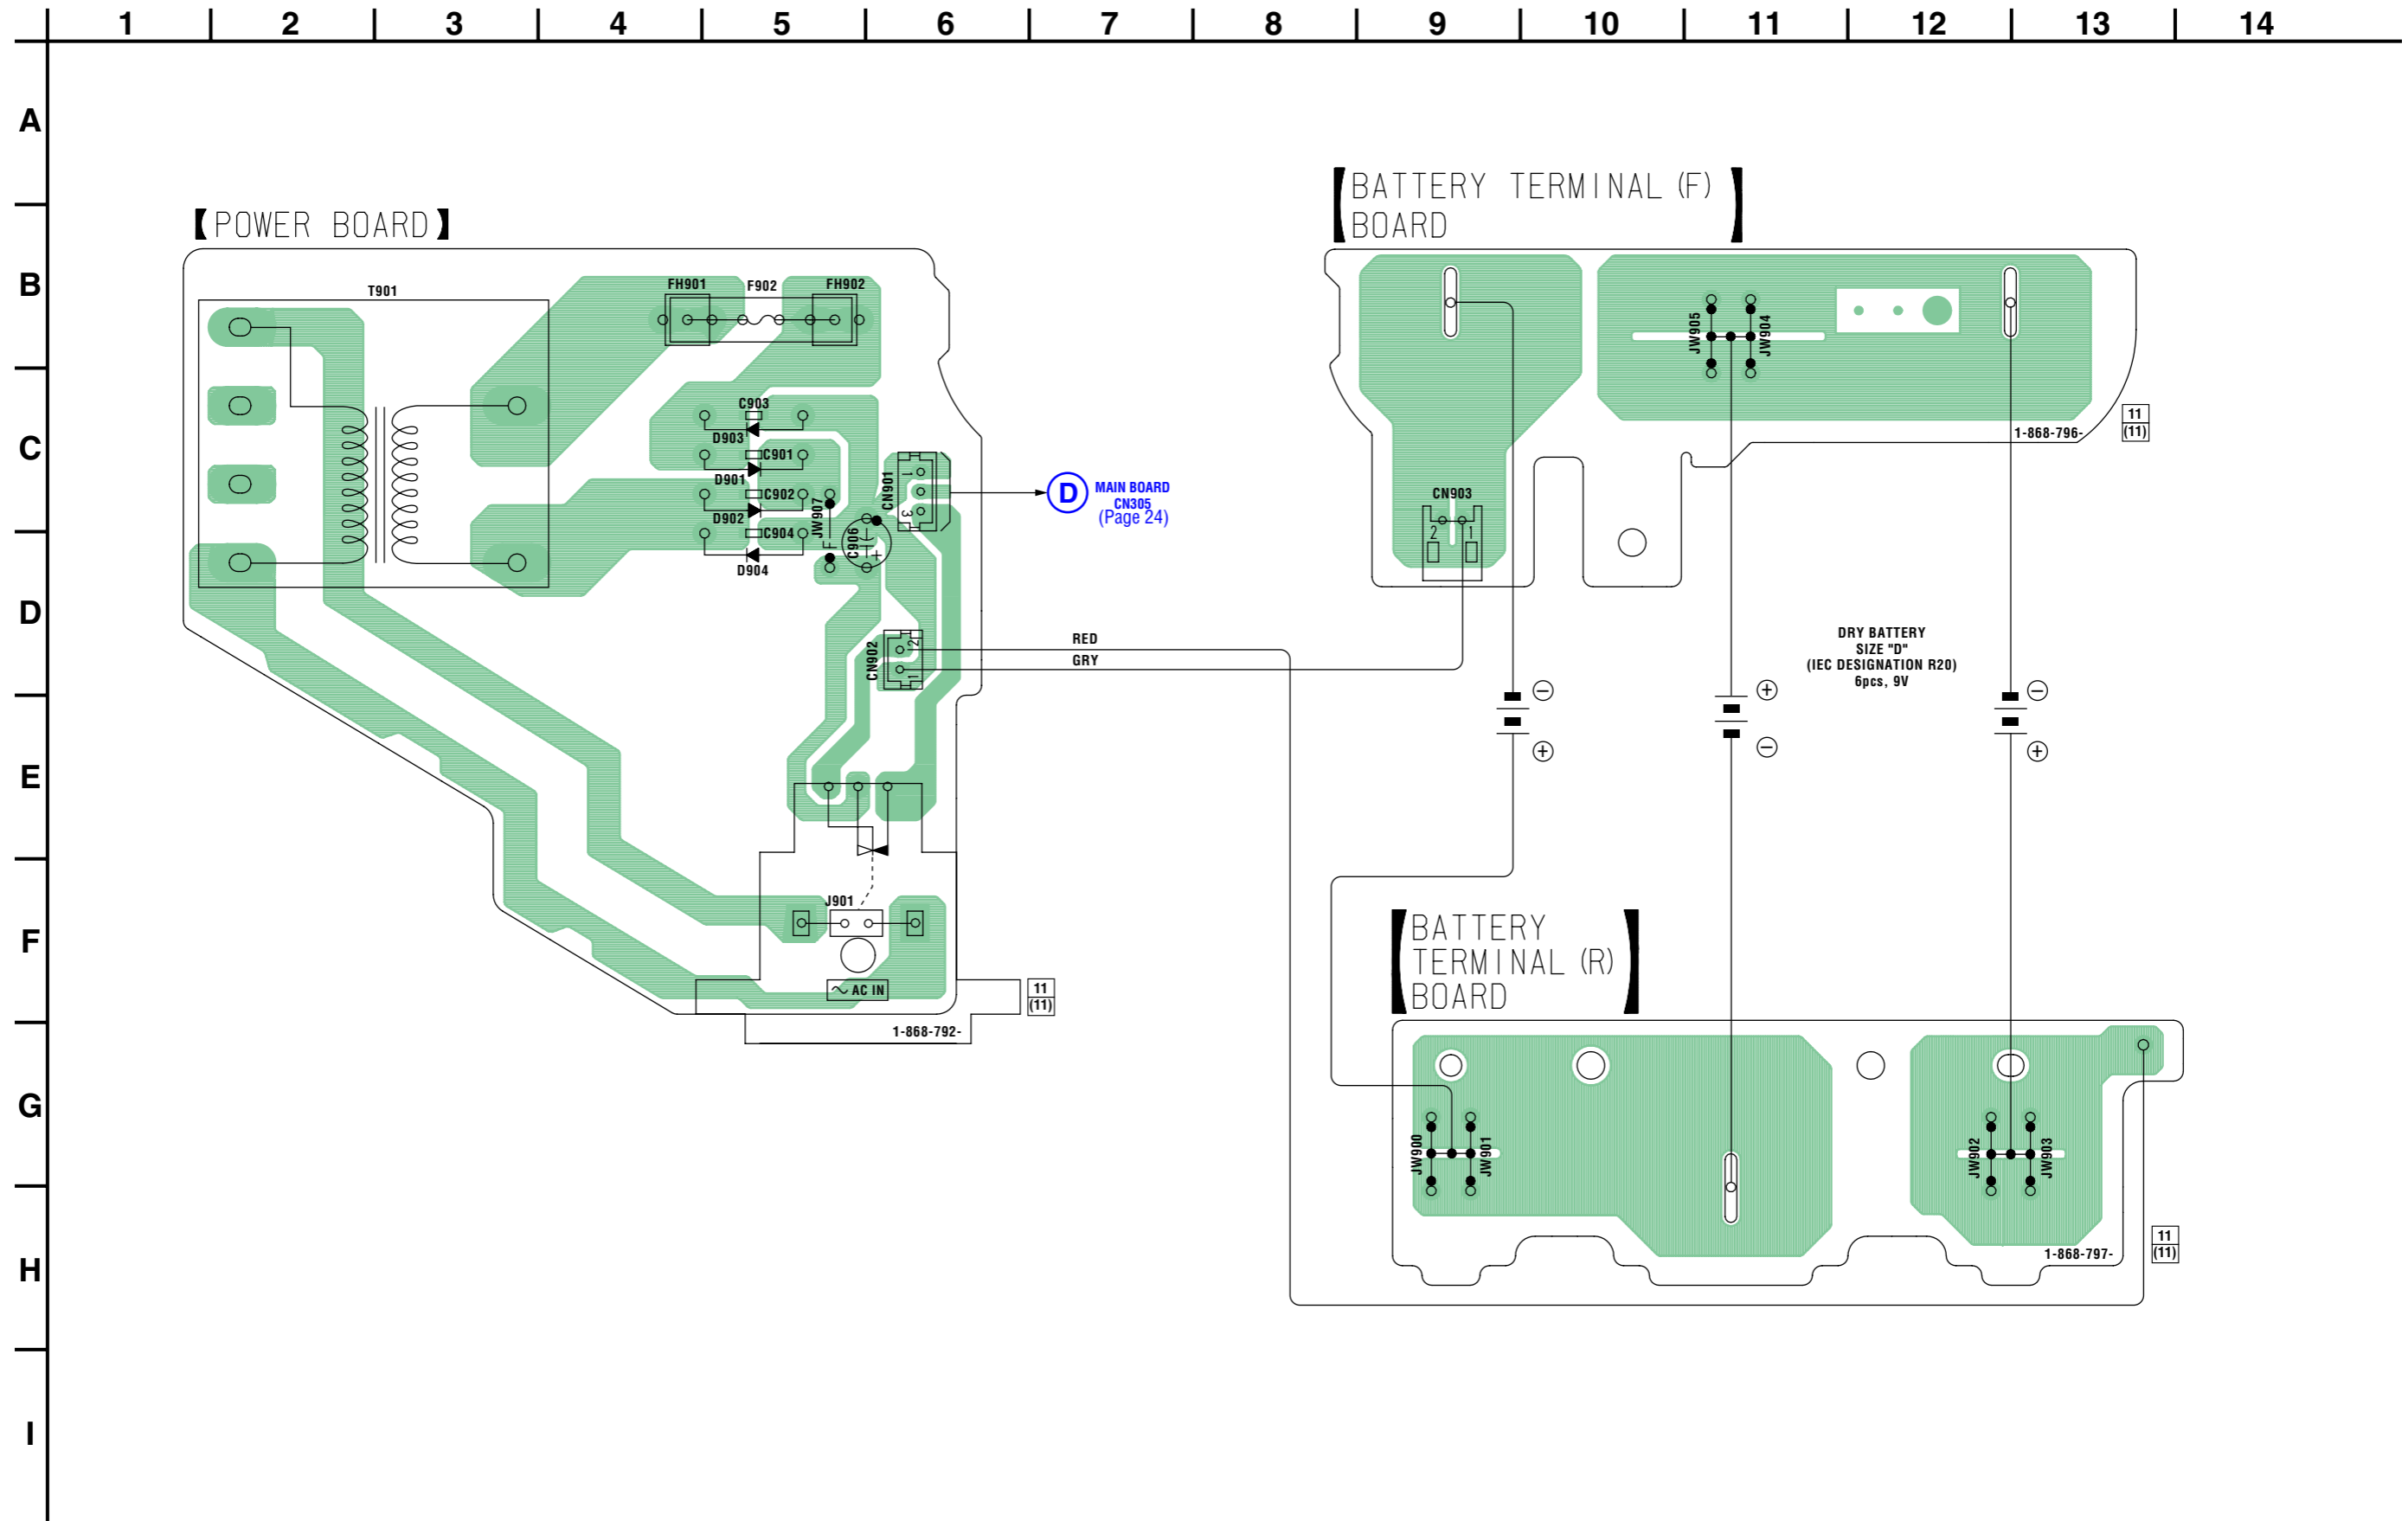 1 2 3 4 5 6 7 8 9 10 11 12 13 14
A
B
C
D
E
F
G
H
I
【POWER BOARD】
T901
FH901
F902
FH902
C903
D903
C901
D901
C902
D902
C904
D904
JW907
F
C906
+
CN901
1
3
D
MAIN BOARD
CN305
(Page 24)
CN902
2
1
RED
GRY
J901
~ AC IN
11
(11)
1-868-792-
【BATTERY TERMINAL (F)
BOARD】
JW905
JW904
11
(11)
1-868-796-
CN903
2 1
DRY BATTERY
SIZE "D"
(IEC DESIGNATION R20)
6pcs, 9V
− + −
+ − +
【BATTERY
TERMINAL (R)
BOARD】
JW900
JW901
JW902
JW903
1-868-797-
11
(11)